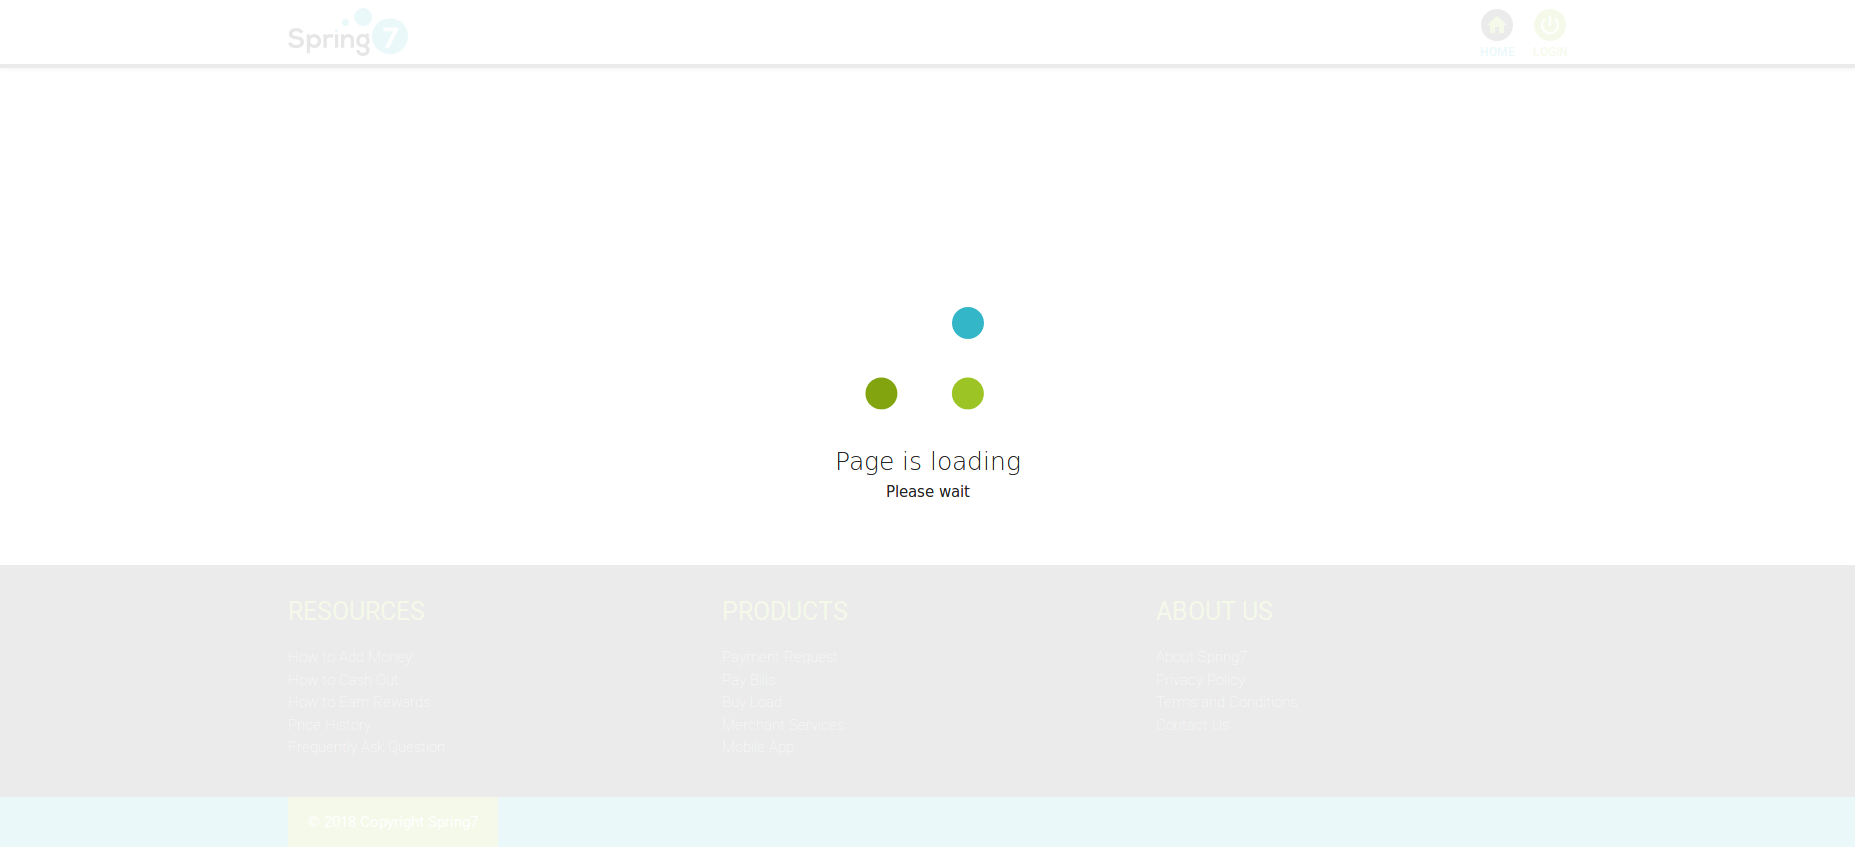 Spring7
HOME LOGIN
Page is loading
Please wait
RESOURCES
How to Add Money
How to Cash Out
How to Earn Rewards
Price History
Frequently Ask Question
PRODUCTS
Payment Request
Pay Bills
Buy Load
Merchant Services
Mobile App
ABOUT US
About Spring7
Privacy Policy
Terms and Conditions
Contact Us
© 2018 Copyright Spring7